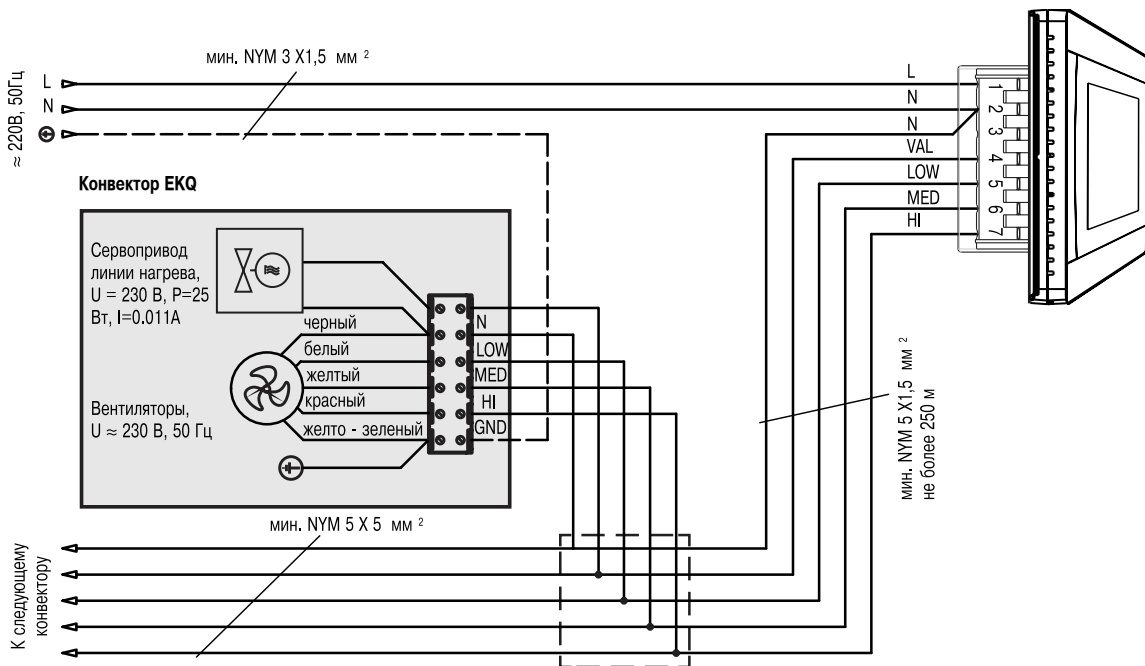 мин. NYM 3 X1,5 мм ²
≈ 220В, 50Гц
L
N
L
N
N
VAL
LOW
MED
HI
1
2
3
4
5
6
7
Конвектор EKQ
Сервопривод
линии нагрева,
U = 230 В, P=25
Вт, I=0.011А
черный
белый
желтый
красный
желто - зеленый
Вентиляторы,
U ≈ 230 В, 50 Гц
N
LOW
MED
HI
GND
мин. NYM 5 X1,5 мм ²
не более 250 м
мин. NYM 5 X 5 мм ²
К следующему
конвектору